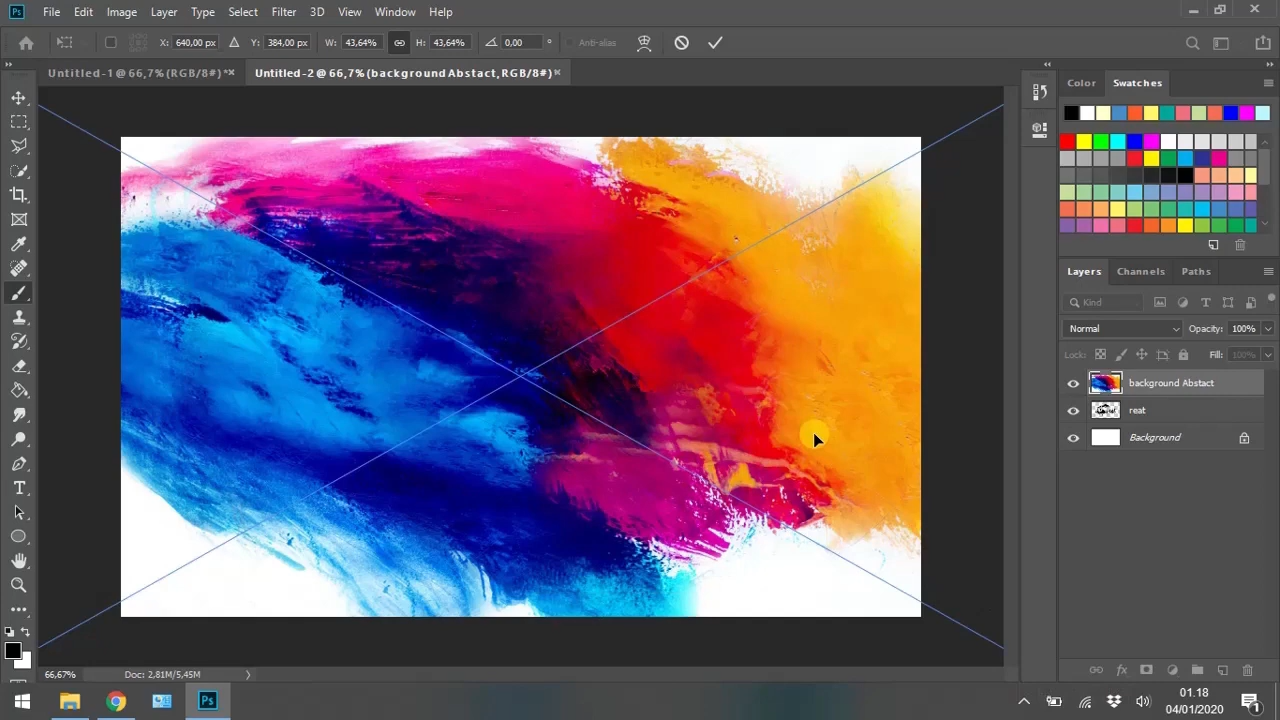 Ps File Edit Image Layer Type Select Filter 3D View Window Help
X: 640,00 px Y: 384,00 px W: 43,64% H: 43,64% 0,00 ° Anti-alias
Untitled-1 @ 66,7% (RGB/8#) * × Untitled-2 @ 66,7% (background Abstact, RGB/8#) *
Color Swatches
Layers Channels Paths
Kind
Normal Opacity: 100%
Lock: Fill: 100%
background Abstact
reat
Background
66,67% Doc: 2,81M/5,45M
Ps
01.18
04/01/2020
1